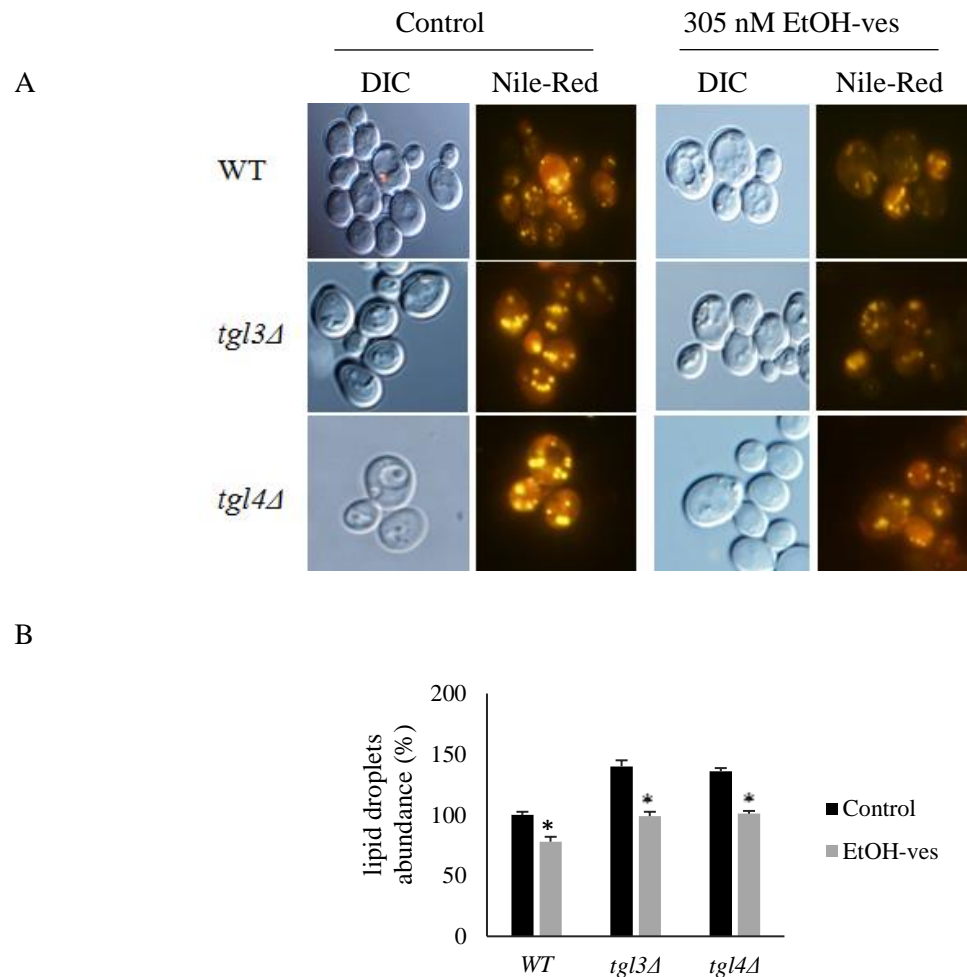 Control 305 nM EtOH-ves
A DIC Nile-Red DIC Nile-Red
WT
tgl3Δ
tgl4Δ
B
200
150
100
50
0
lipid droplets
abundance (%)
* * *
Control
EtOH-ves
WT tgl3Δ tgl4Δ